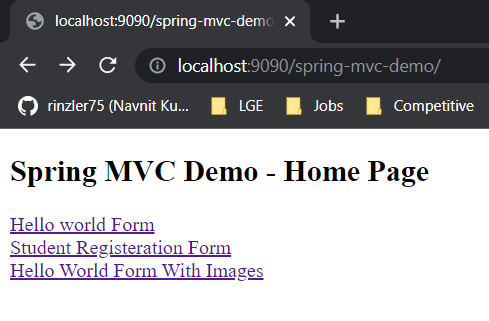 localhost:9090/spring-mvc-demo
localhost:9090/spring-mvc-demo/
rinzler75 (Navnit Ku... LGE Jobs Competitive
Spring MVC Demo - Home Page
Hello world Form
Student Registeration Form
Hello World Form With Images